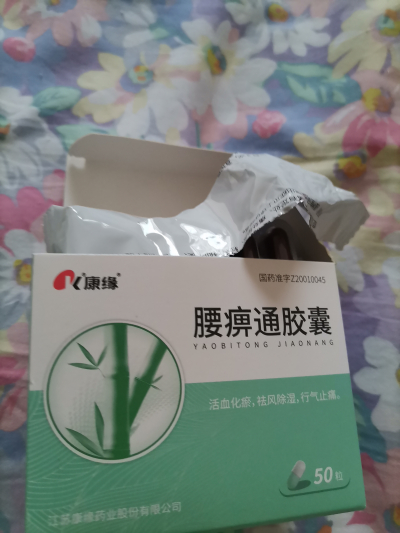 康缘
国药准字Z20010045
腰痹通胶囊
YAOBITONG JIAONANG
活血化瘀，祛风除湿，行气止痛。
50粒
江苏康缘药业股份有限公司